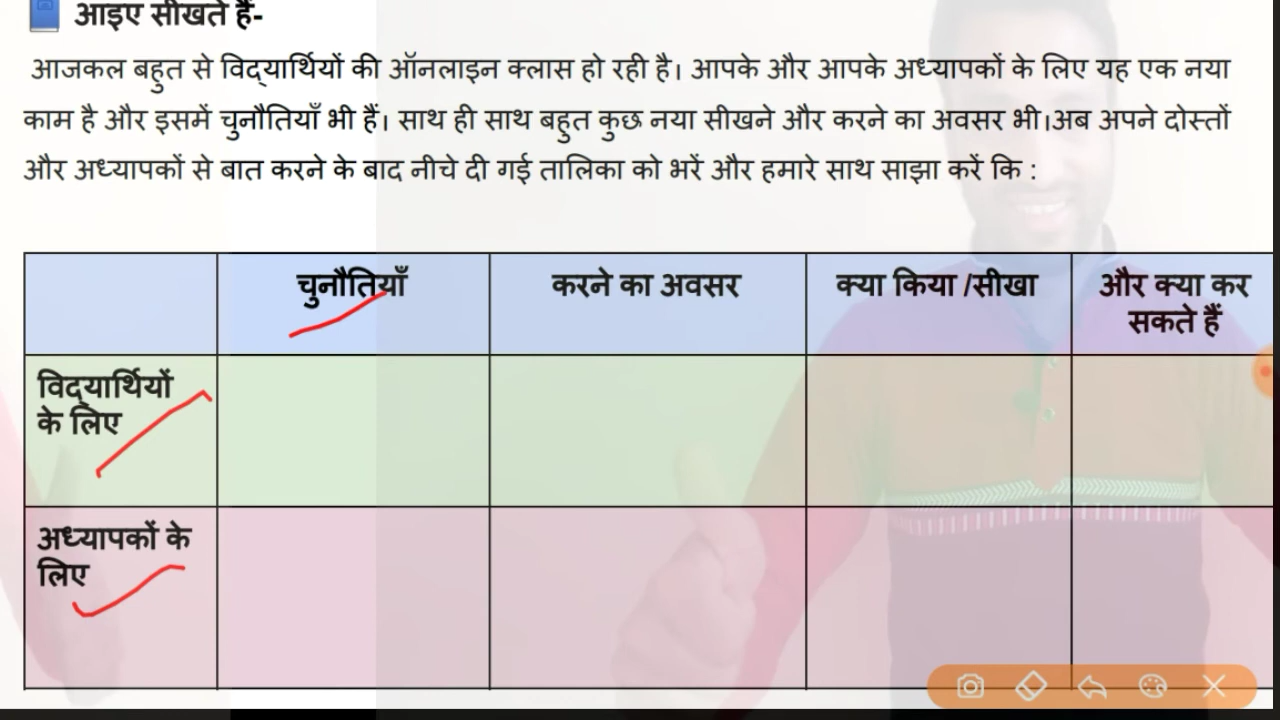 आइए सीखते हैं-
आजकल बहुत से विद्यार्थियों की ऑनलाइन क्लास हो रही है। आपके और आपके अध्यापकों के लिए यह एक नया
काम है और इसमें चुनौतियाँ भी हैं। साथ ही साथ बहुत कुछ नया सीखने और करने का अवसर भी।अब अपने दोस्तों
और अध्यापकों से बात करने के बाद नीचे दी गई तालिका को भरें और हमारे साथ साझा करें कि :
चुनौतियाँ
करने का अवसर
क्या किया /सीखा
और क्या कर
सकते हैं
विद्यार्थियों
के लिए
अध्यापकों के
लिए